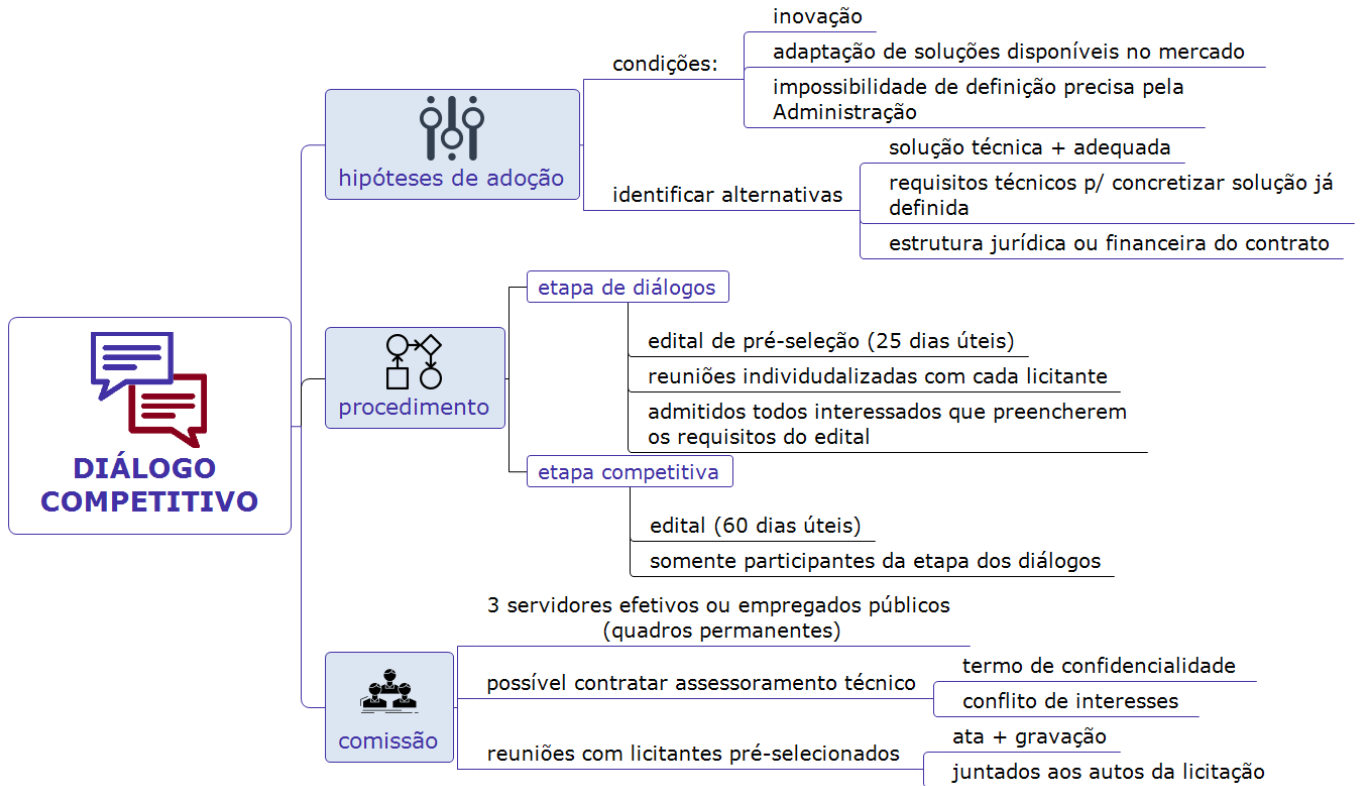 DIÁLOGO
COMPETITIVO
hipóteses de adoção
condições:
inovação
adaptação de soluções disponíveis no mercado
impossibilidade de definição precisa pela
Administração
identificar alternativas
solução técnica + adequada
requisitos técnicos p/ concretizar solução já
definida
estrutura jurídica ou financeira do contrato
procedimento
etapa de diálogos
edital de pré-seleção (25 dias úteis)
reuniões individudalizadas com cada licitante
admitidos todos interessados que preencherem
os requisitos do edital
etapa competitiva
edital (60 dias úteis)
somente participantes da etapa dos diálogos
comissão
3 servidores efetivos ou empregados públicos
(quadros permanentes)
possível contratar assessoramento técnico
termo de confidencialidade
conflito de interesses
reuniões com licitantes pré-selecionados
ata + gravação
juntados aos autos da licitação